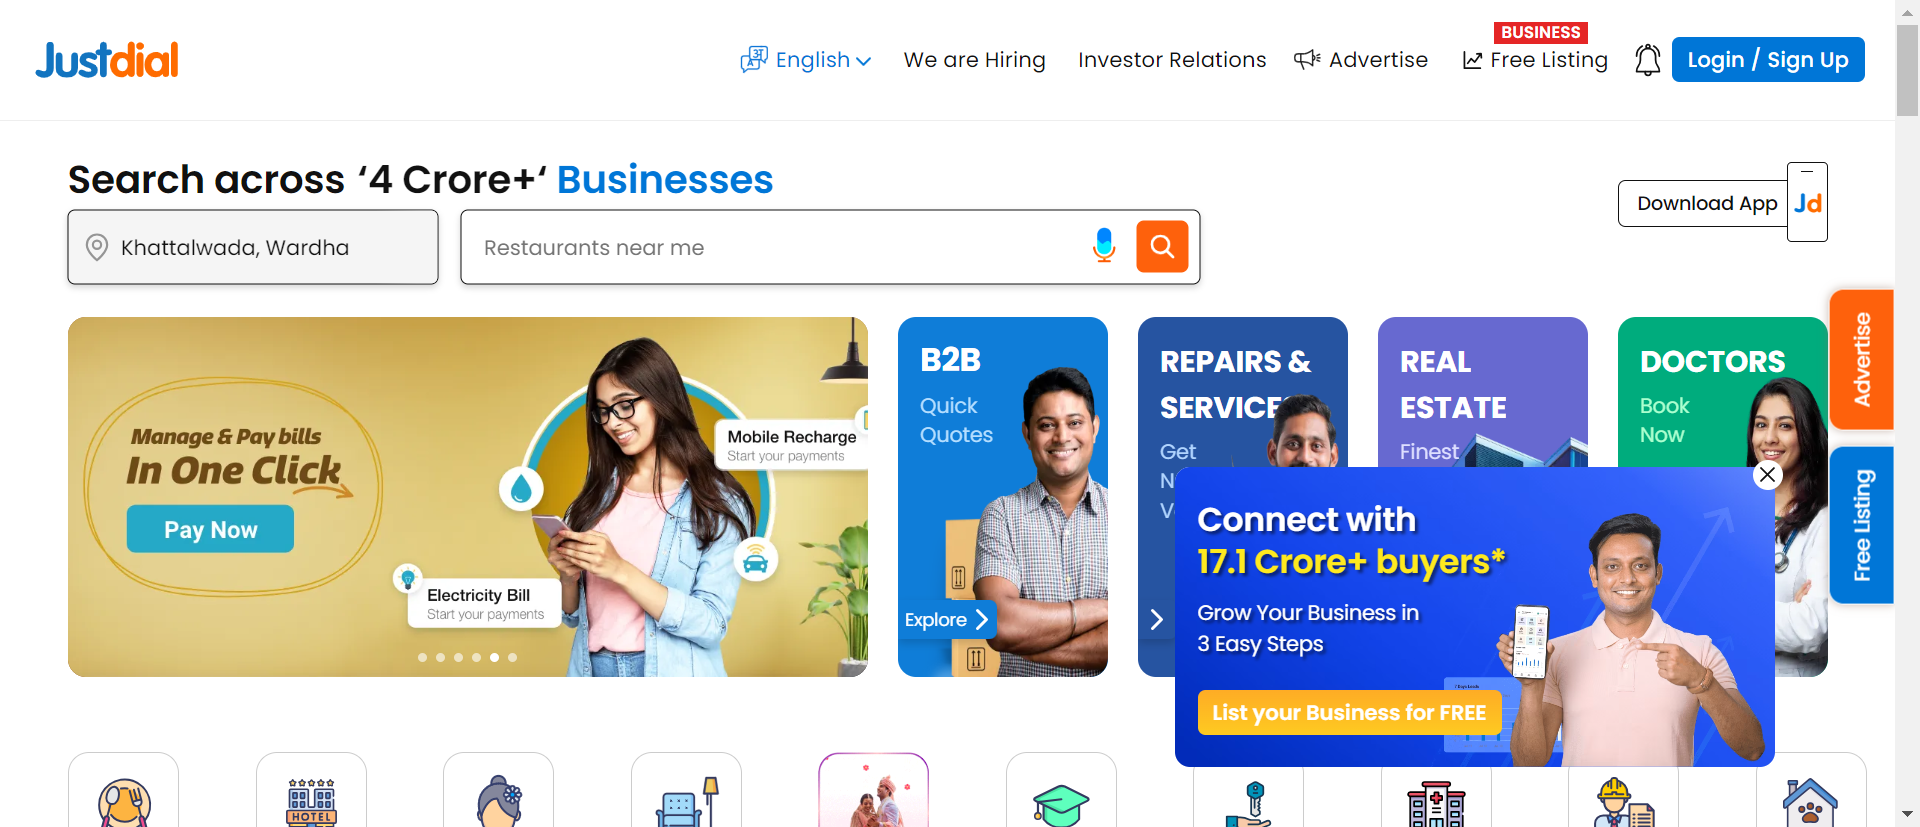 Justdial
English
We are Hiring
Investor Relations
Advertise
BUSINESS
Free Listing
Login / Sign Up
Search across ‘4 Crore+‘ Businesses
Khattalwada, Wardha
Restaurants near me
Download App
Jd
Manage & Pay bills
In One Click
Pay Now
Mobile Recharge
Start your payments
Electricity Bill
Start your payments
B2B
Quick
Quotes
Explore
REPAIRS &
SERVICES
Get
REAL
ESTATE
Finest
DOCTORS
Book
Now
Advertise
Free Listing
Connect with
17.1 Crore+ buyers*
Grow Your Business in
3 Easy Steps
List your Business for FREE
HOTEL